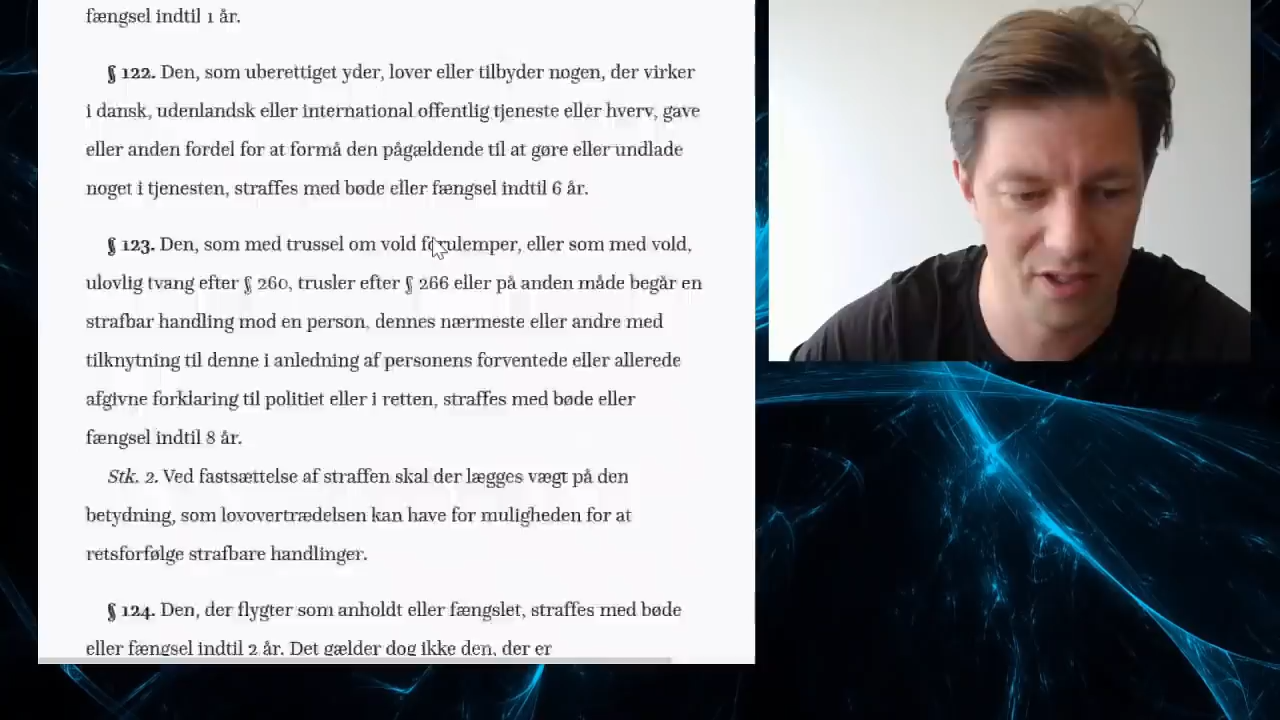 fængsel indtil 1 år.
§ 122. Den, som uberettiget yder, lover eller tilbyder nogen, der virker
i dansk, udenlandsk eller international offentlig tjeneste eller hverv, gave
eller anden fordel for at formå den pågældende til at gøre eller undlade
noget i tjenesten, straffes med bøde eller fængsel indtil 6 år.
§ 123. Den, som med trussel om vold forulemper, eller som med vold,
ulovlig tvang efter § 260, trusler efter § 266 eller på anden måde begår en
strafbar handling mod en person, dennes nærmeste eller andre med
tilknytning til denne i anledning af personens forventede eller allerede
afgivne forklaring til politiet eller i retten, straffes med bøde eller
fængsel indtil 8 år.
Stk. 2. Ved fastsættelse af straffen skal der lægges vægt på den
betydning, som lovovertrædelsen kan have for muligheden for at
retsforfølge strafbare handlinger.
§ 124. Den, der flygter som anholdt eller fængslet, straffes med bøde
eller fængsel indtil 2 år. Det gælder dog ikke den, der er